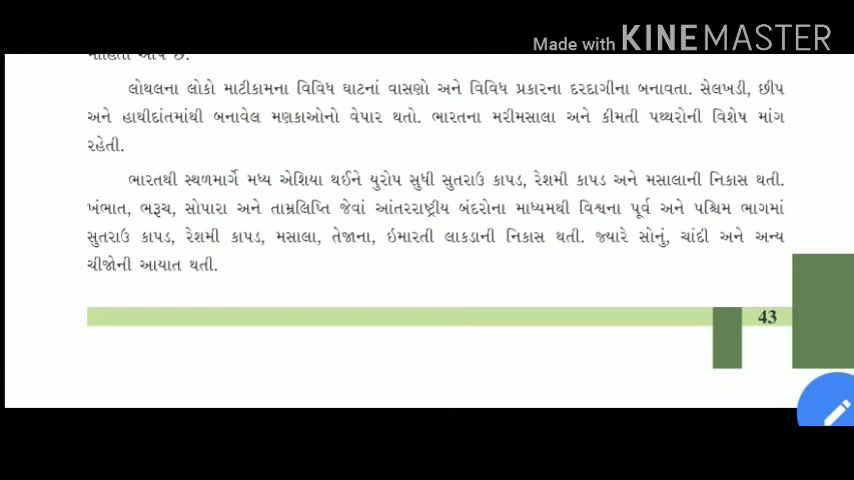 Made with KINEMASTER
માહિતી આપે છે.
લોથલના લોકો માટીકામના વિવિધ ઘાટનાં વાસણો અને વિવિધ પ્રકારના દરદાગીના બનાવતા. સેલખડી, છીપ
અને હાથીદાંતમાંથી બનાવેલ મણકાઓનો વેપાર થતો. ભારતના મરીમસાલા અને કીમતી પથ્થરોની વિશેષ માંગ
રહેતી.
ભારતથી સ્થળમાર્ગે મધ્ય એશિયા થઈને યુરોપ સુધી સુતરાઉ કાપડ, રેશમી કાપડ અને મસાલાની નિકાસ થતી.
ખંભાત, ભરૂચ, સોપારા અને તામ્રલિપ્તિ જેવાં આંતરરાષ્ટ્રીય બંદરોના માધ્યમથી વિશ્વના પૂર્વ અને પશ્ચિમ ભાગમાં
સુતરાઉ કાપડ, રેશમી કાપડ, મસાલા, તેજાના, ઇમારતી લાકડાની નિકાસ થતી. જ્યારે સોનું, ચાંદી અને અન્ય
ચીજોની આયાત થતી.
43